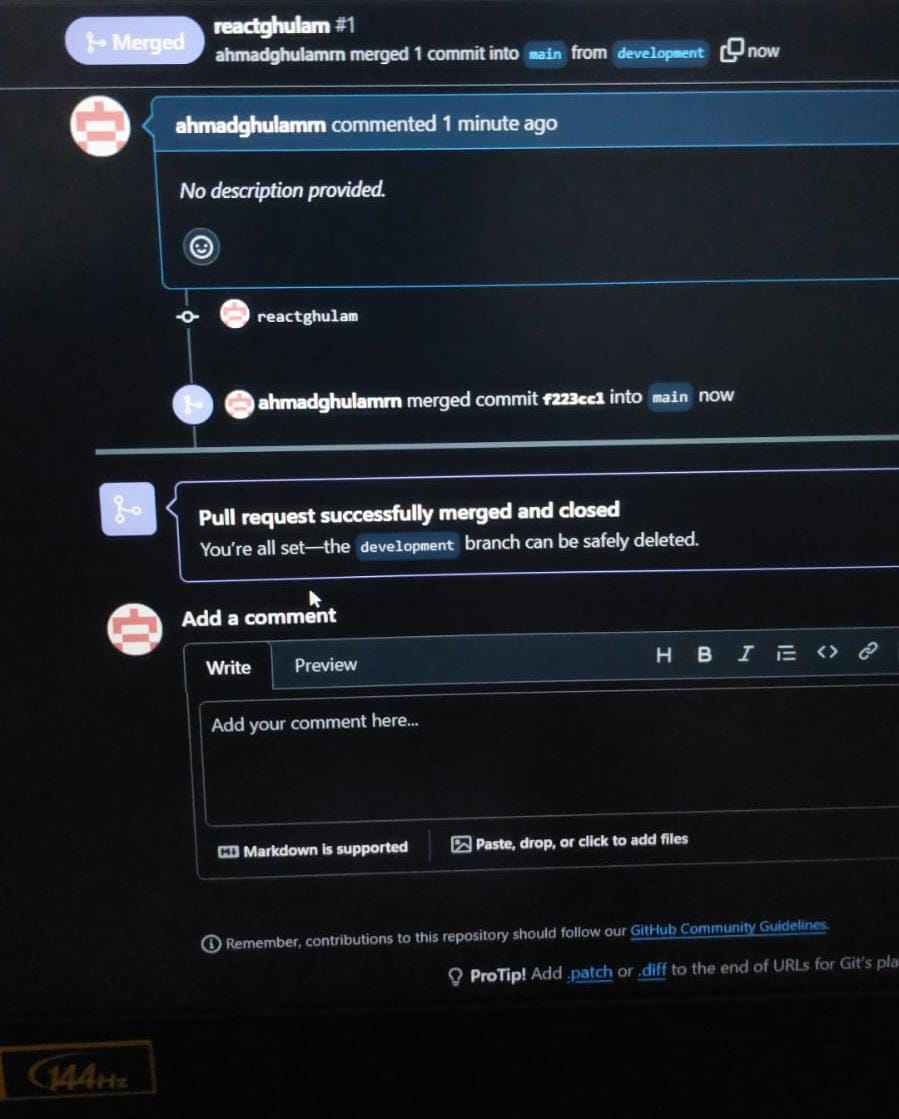 Merged
reactghulam #1
ahmadghulamrn merged 1 commit into main from development now
ahmadghulamrn commented 1 minute ago
No description provided.
reactghulam
ahmadghulamrn merged commit f223cc1 into main now
Pull request successfully merged and closed
You're all set—the development branch can be safely deleted.
Add a comment
Write Preview H B I
Add your comment here...
M↓ Markdown is supported Paste, drop, or click to add files
Remember, contributions to this repository should follow our GitHub Community Guidelines.
ProTip! Add .patch or .diff to the end of URLs for Git's pla
144Hz